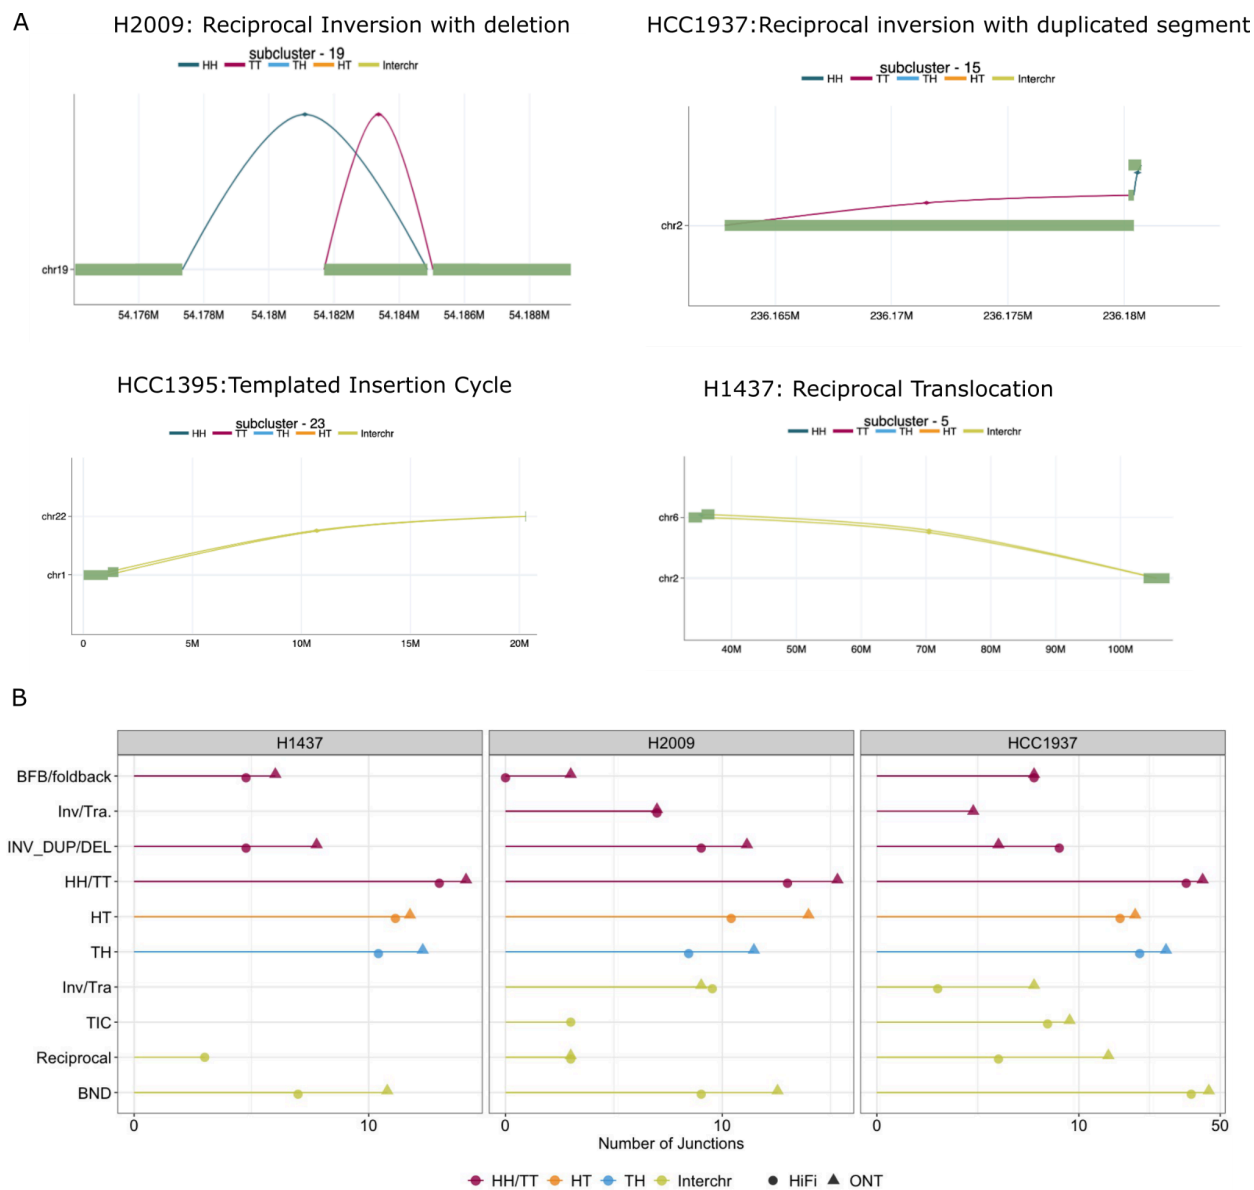 A
H2009: Reciprocal Inversion with deletion
subcluster - 19
HH TT TH HT Interchr
chr19
54.176M 54.178M 54.18M 54.182M 54.184M 54.186M 54.188M
HCC1937:Reciprocal inversion with duplicated segment
subcluster - 15
HH TT TH HT Interchr
chr2
236.165M 236.17M 236.175M 236.18M
HCC1395:Templated Insertion Cycle
subcluster - 23
HH TT TH HT Interchr
chr22
chr1
0 5M 10M 15M 20M
H1437: Reciprocal Translocation
subcluster - 5
HH TT TH HT Interchr
chr6
chr2
40M 50M 60M 70M 80M 90M 100M
B
H1437 H2009 HCC1937
BFB/foldback
Inv/Tra.
INV_DUP/DEL
HH/TT
HT
TH
Inv/Tra
TIC
Reciprocal
BND
0 10 0 10 0 10 50
Number of Junctions
HH/TT HT TH Interchr HiFi ONT